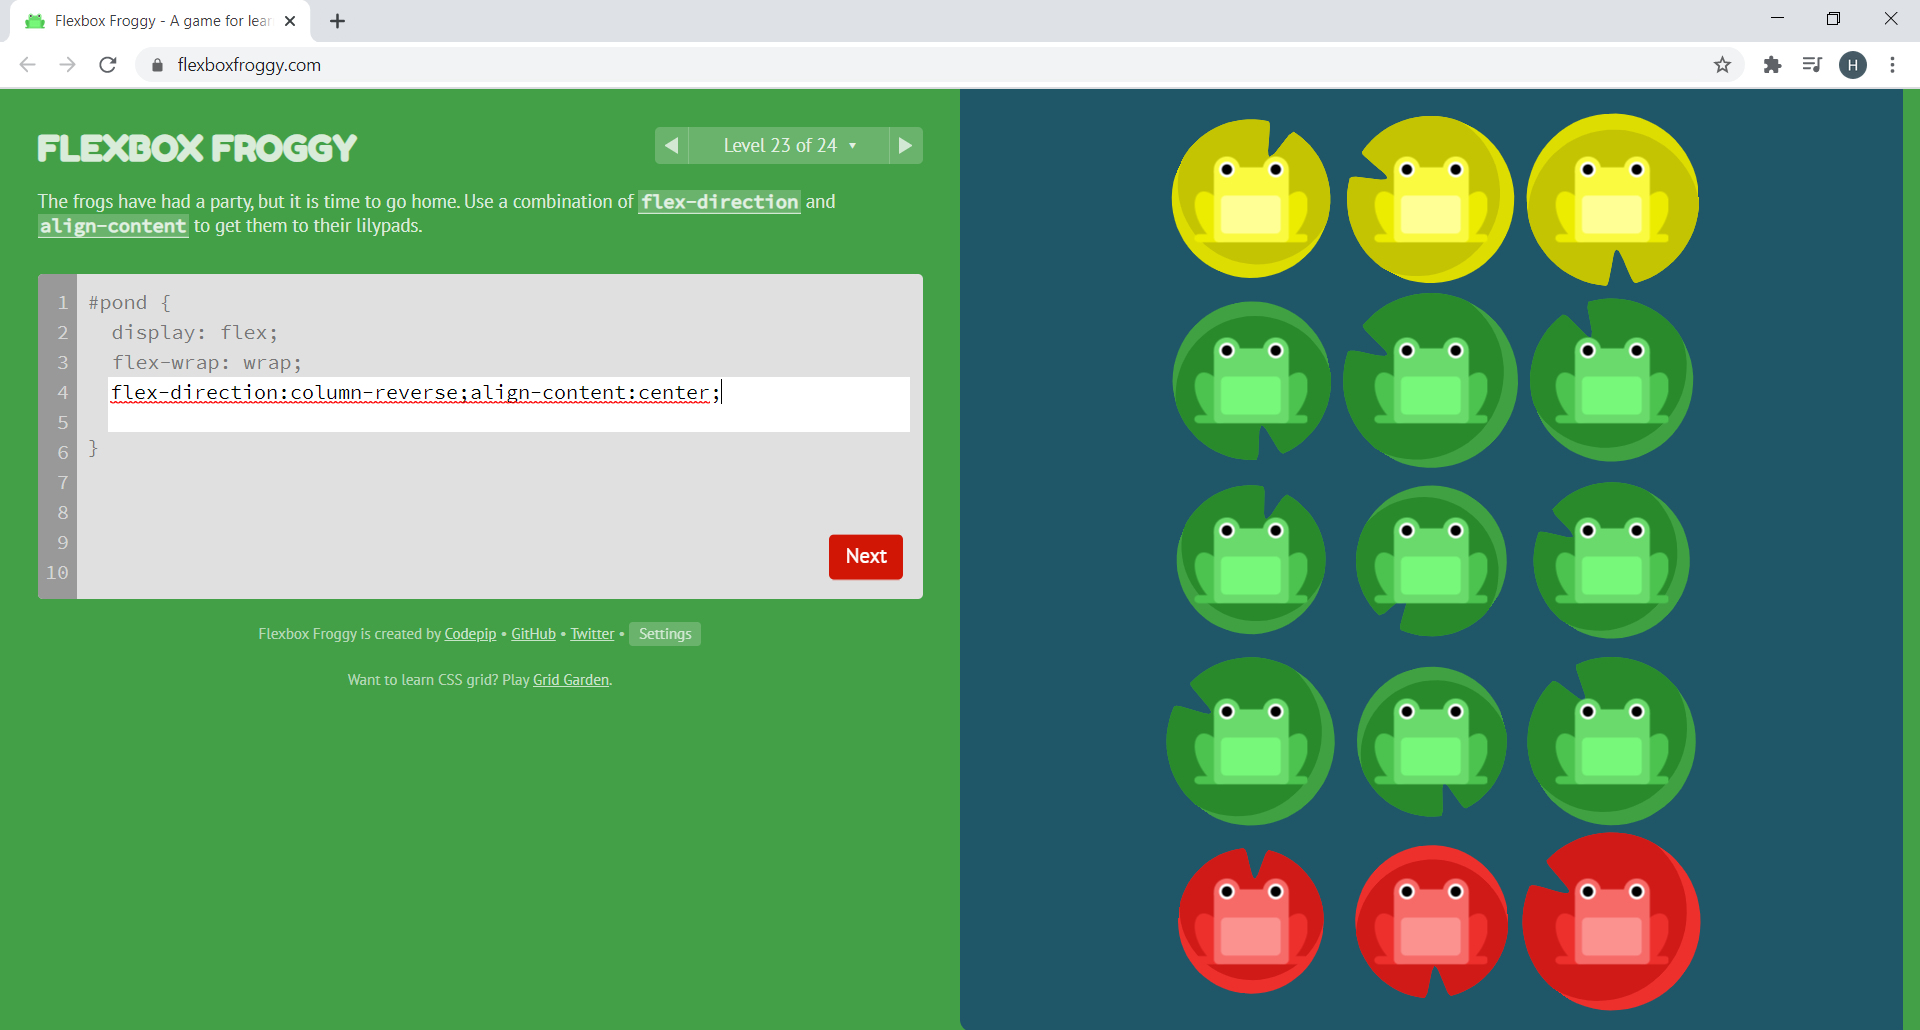 Flexbox Froggy - A game for lear
flexboxfroggy.com
H
FLEXBOX FROGGY
◀ Level 23 of 24 ▼ ▶
The frogs have had a party, but it is time to go home. Use a combination of flex-direction and
align-content to get them to their lilypads.
1 #pond {
2 display: flex;
3 flex-wrap: wrap;
4 flex-direction:column-reverse;align-content:center;
5
6 }
7
8
9
10
Next
Flexbox Froggy is created by Codepip • GitHub • Twitter • Settings
Want to learn CSS grid? Play Grid Garden.